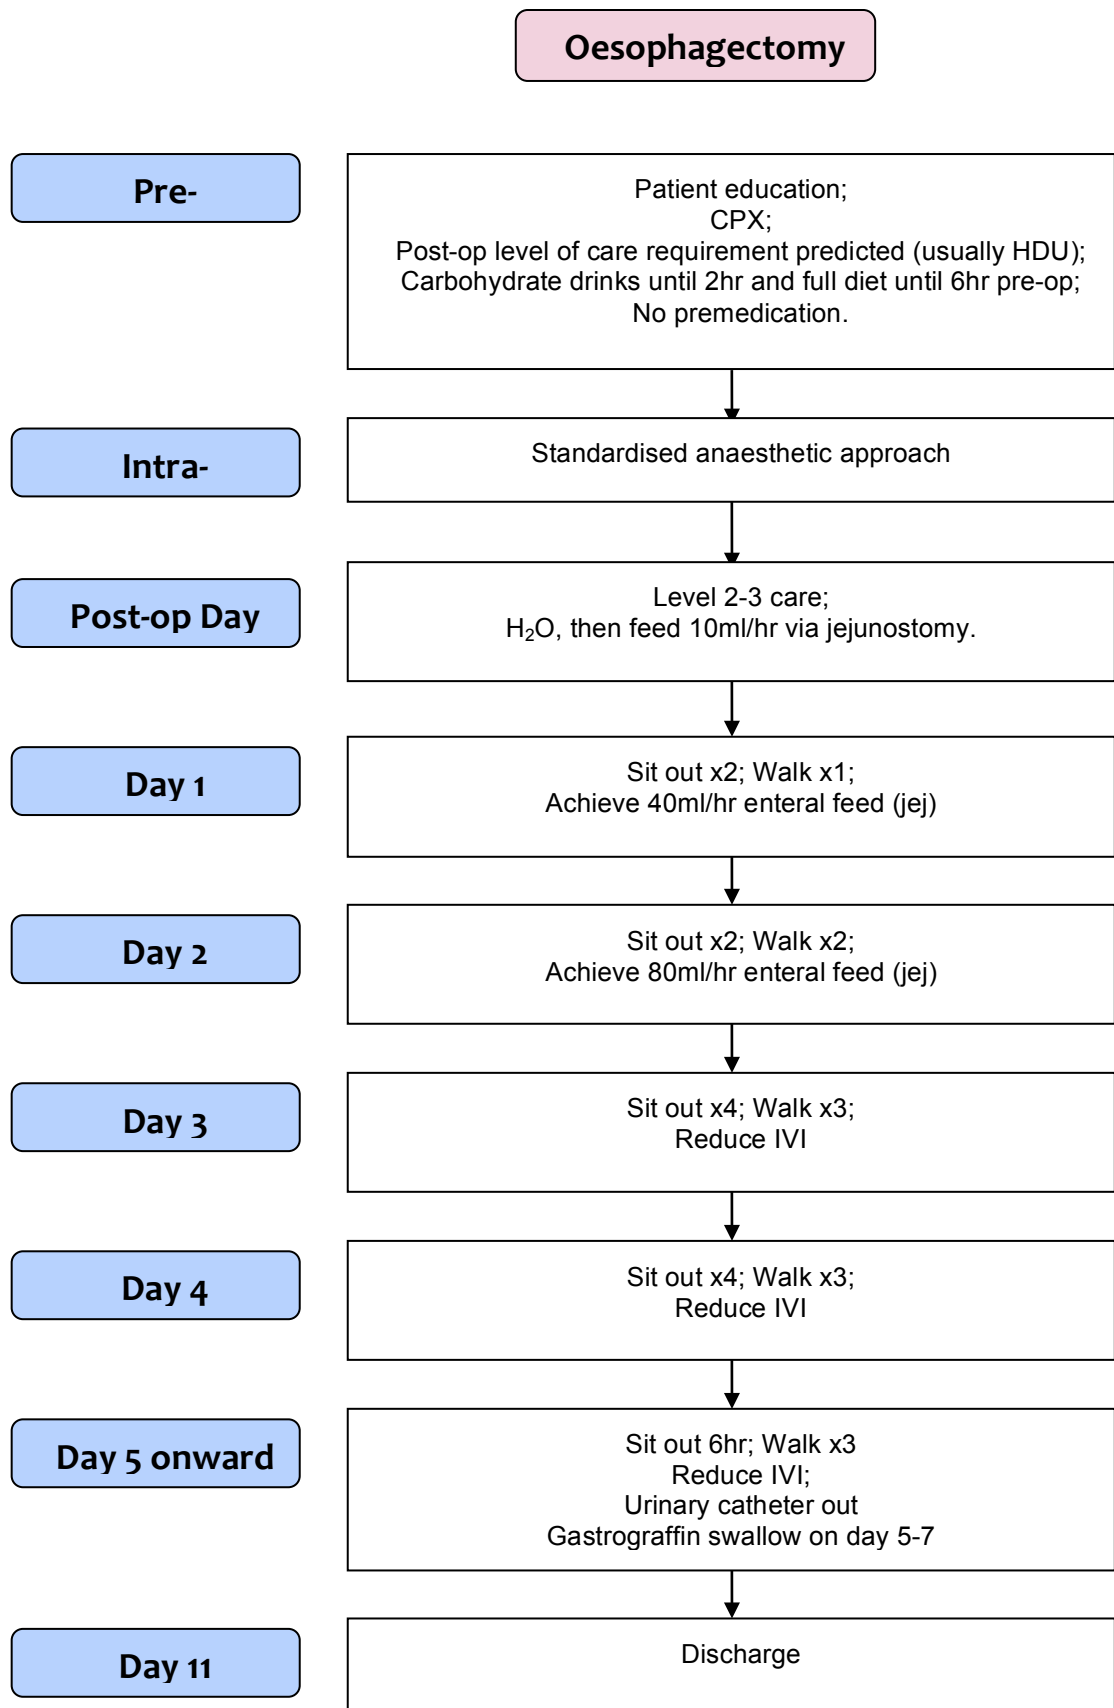 Oesophagectomy
Pre-
Patient education;
CPX;
Post-op level of care requirement predicted (usually HDU);
Carbohydrate drinks until 2hr and full diet until 6hr pre-op;
No premedication.
Intra-
Standardised anaesthetic approach
Post-op Day
Level 2-3 care;
H₂O, then feed 10ml/hr via jejunostomy.
Day 1
Sit out x2; Walk x1;
Achieve 40ml/hr enteral feed (jej)
Day 2
Sit out x2; Walk x2;
Achieve 80ml/hr enteral feed (jej)
Day 3
Sit out x4; Walk x3;
Reduce IVI
Day 4
Sit out x4; Walk x3;
Reduce IVI
Day 5 onward
Sit out 6hr; Walk x3
Reduce IVI;
Urinary catheter out
Gastrograffin swallow on day 5-7
Day 11
Discharge